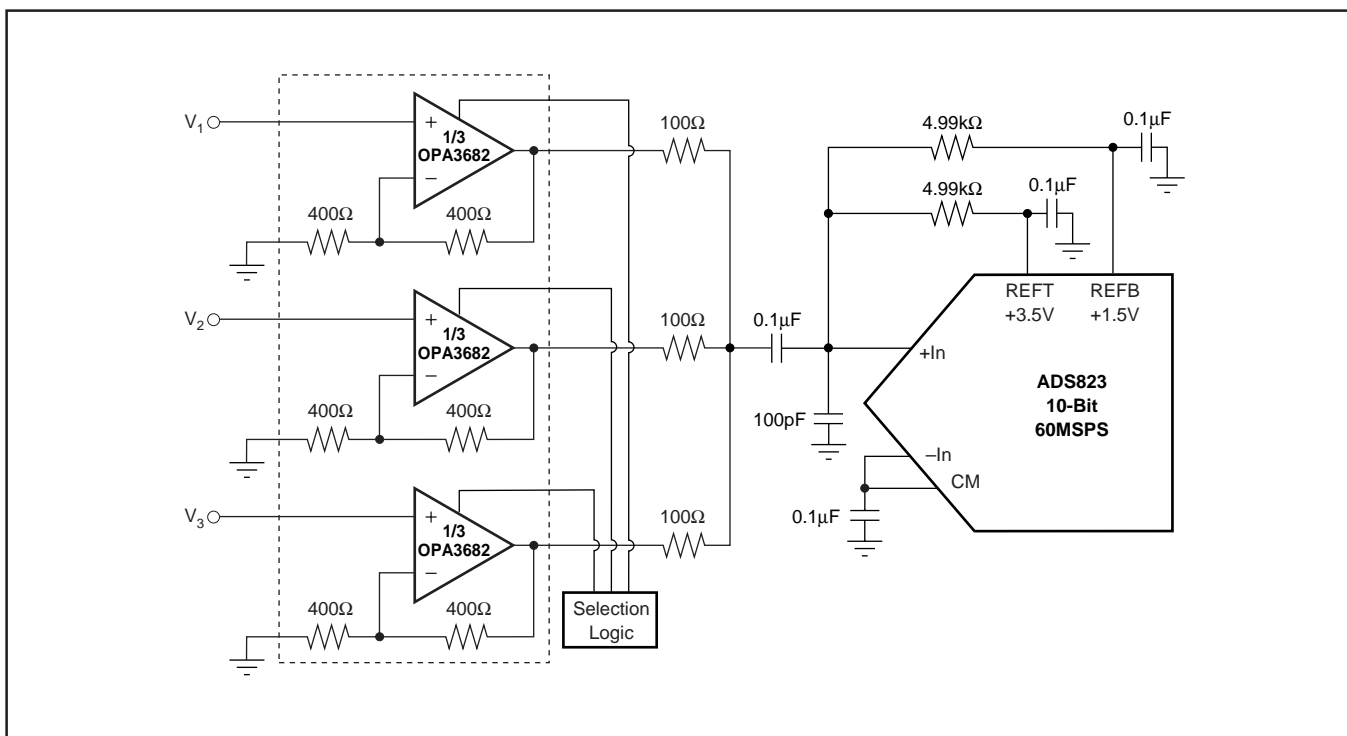 V1
+
1/3
OPA3682
−
400Ω
400Ω
100Ω
V2
+
1/3
OPA3682
−
400Ω
400Ω
100Ω
V3
+
1/3
OPA3682
−
400Ω
400Ω
100Ω
Selection
Logic
0.1µF
100pF
4.99kΩ
0.1µF
4.99kΩ
0.1µF
REFT
+3.5V
REFB
+1.5V
+In
ADS823
10-Bit
60MSPS
–In
CM
0.1µF